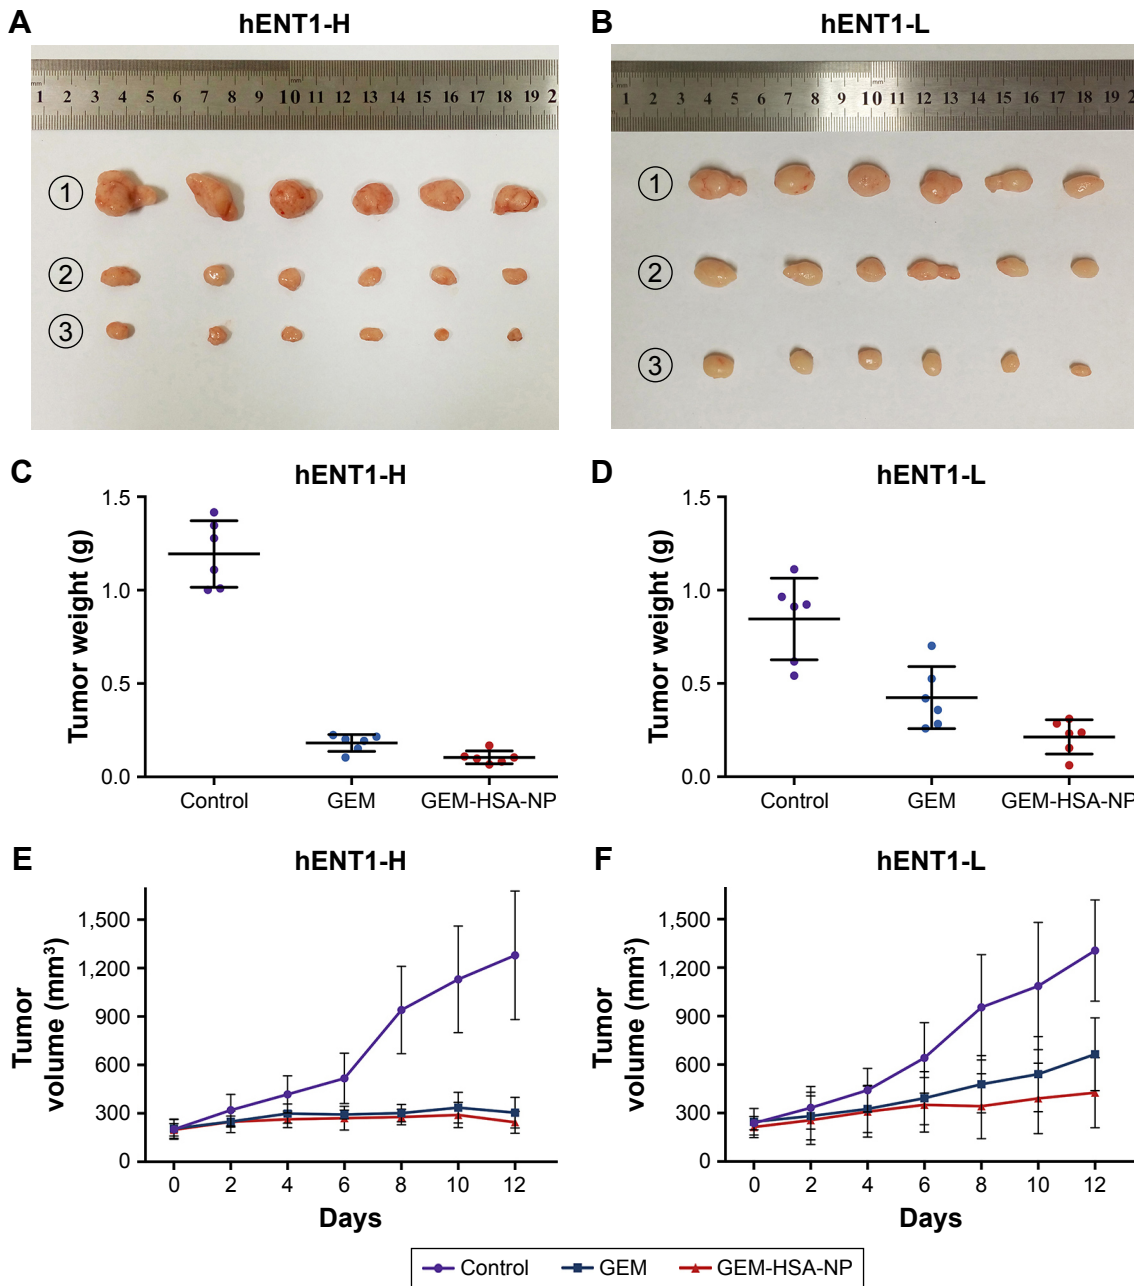 A hENT1-H
B hENT1-L
mm 1 2 3 4 5 6 7 8 9 10 mm 11 12 13 14 15 16 17 18 19 2
mm 1 2 3 4 5 6 7 8 9 10 mm 11 12 13 14 15 16 17 18 19 2
1
2
3
1
2
3
C hENT1-H
Tumor weight (g)
1.5
1.0
0.5
0.0
Control GEM GEM-HSA-NP
D hENT1-L
Tumor weight (g)
1.5
1.0
0.5
0.0
Control GEM GEM-HSA-NP
E hENT1-H
Tumor
volume (mm³)
1,500
1,200
900
600
300
0
0 2 4 6 8 10 12
Days
F hENT1-L
Tumor
volume (mm³)
1,500
1,200
900
600
300
0
0 2 4 6 8 10 12
Days
Control GEM GEM-HSA-NP